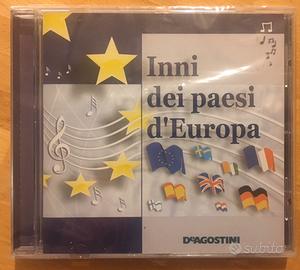 Inni
dei paesi
d'Europa
DeAGOSTINI
subito